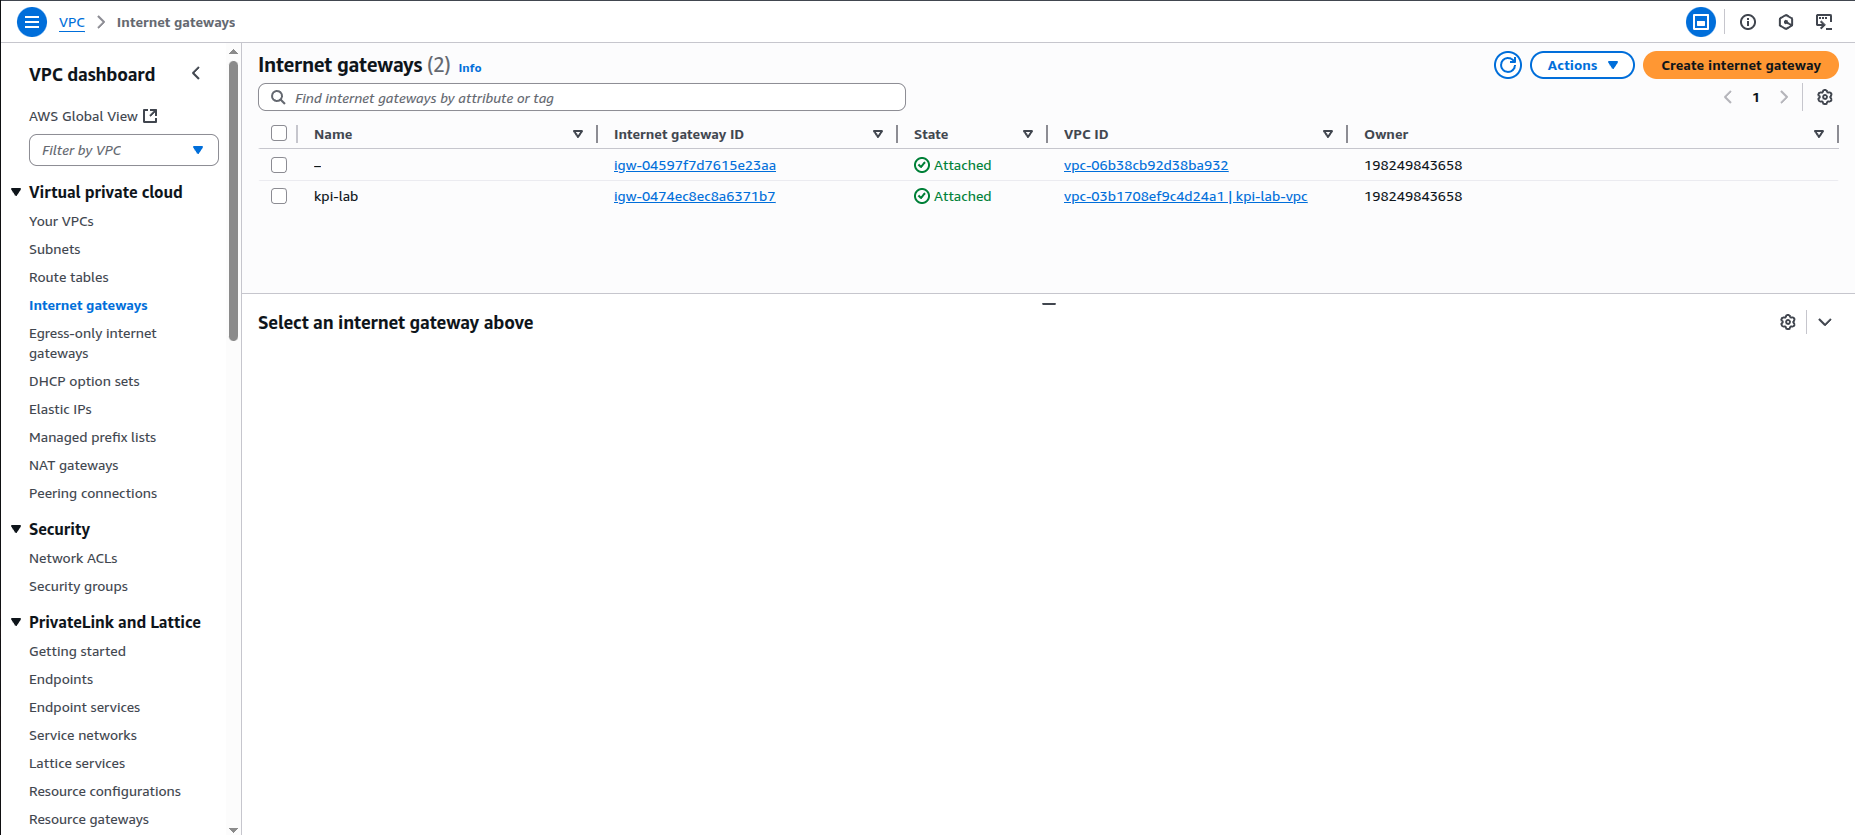 VPC > Internet gateways
VPC dashboard
AWS Global View
Filter by VPC
Virtual private cloud
Your VPCs
Subnets
Route tables
Internet gateways
Egress-only internet
gateways
DHCP option sets
Elastic IPs
Managed prefix lists
NAT gateways
Peering connections
Security
Network ACLs
Security groups
PrivateLink and Lattice
Getting started
Endpoints
Endpoint services
Service networks
Lattice services
Resource configurations
Resource gateways
Internet gateways (2) Info
Actions
Create internet gateway
Find internet gateways by attribute or tag
1
Name Internet gateway ID State VPC ID Owner
– igw-04597f7d7615e23aa Attached vpc-06b38cb92d38ba932 198249843658
kpi-lab igw-0474ec8ec8a6371b7 Attached vpc-03b1708ef9c4d24a1 | kpi-lab-vpc 198249843658
Select an internet gateway above